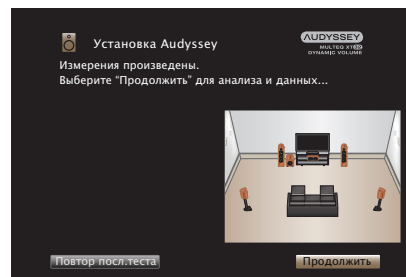 Установка Audyssey
AUDYSSEY
MULTEQ XT32
DYNAMIC VOLUME
Измерения произведены.
Выберите “Продолжить” для анализа и данных...
Повтор посл.теста
Продолжить